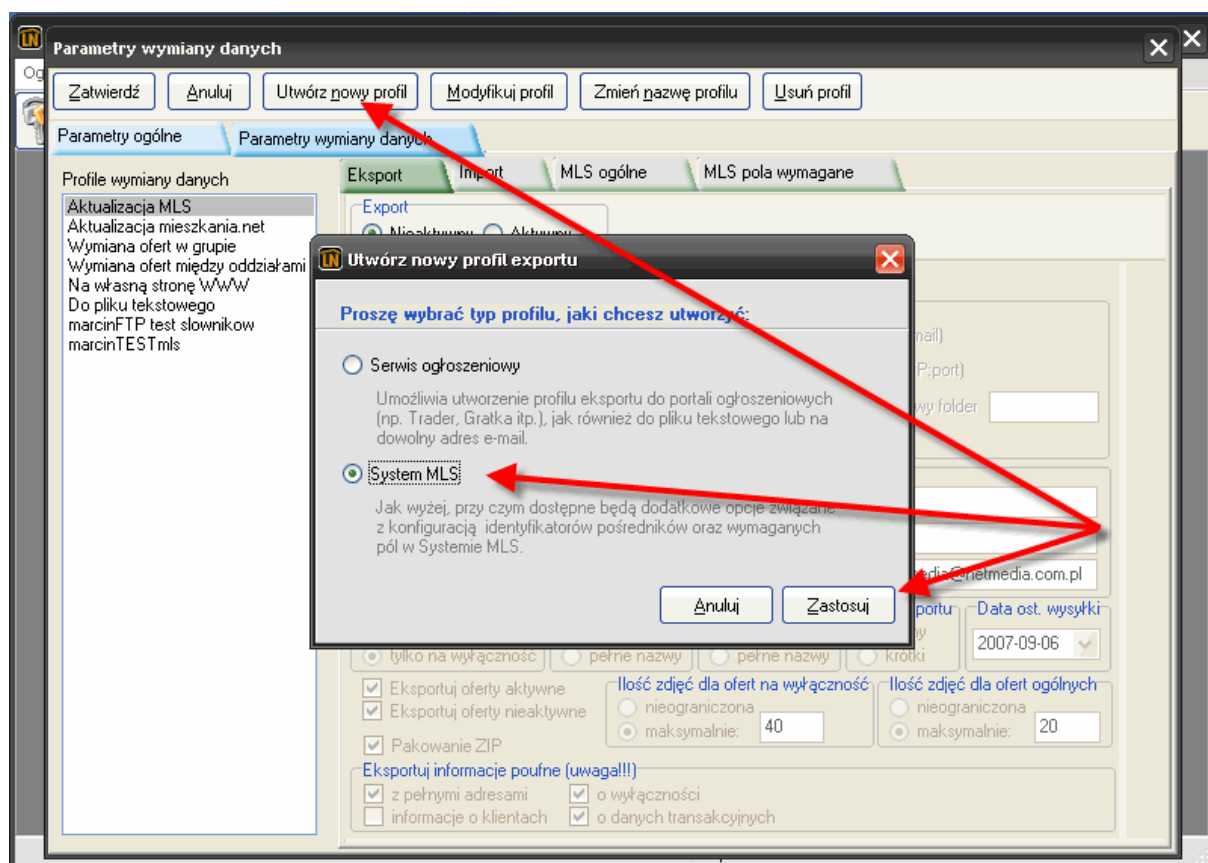 Parametry wymiany danych
Zatwierdź Anuluj Utwórz nowy profil Modyfikuj profil Zmień nazwę profilu Usuń profil
Parametry ogólne Parametry wymiany danych
Profile wymiany danych
Eksport Import MLS ogólne MLS pola wymagane
Aktualizacja MLS
Aktualizacja mieszkania.net
Wymiana ofert w grupie
Wymiana ofert między oddziałami
Na własną stronę WWW
Do pliku tekstowego
marcinFTP test slownikow
marcinTESTmls
Export
Nieaktywny Aktywny
Utwórz nowy profil exportu
Proszę wybrać typ profilu, jaki chcesz utworzyć:
Serwis ogłoszeniowy
Umożliwia utworzenie profilu eksportu do portali ogłoszeniowych
(np. Trader, Gratka itp.), jak również do pliku tekstowego lub na
dowolny adres e-mail.
System MLS
Jak wyżej, przy czym dostępne będą dodatkowe opcje związane
z konfiguracją identyfikatorów pośredników oraz wymaganych
pól w Systemie MLS.
Anuluj Zastosuj
P:port)
folder
netmedia.com.pl
Data ost. wysyłki
2007-09-06
tylko na wyłączność pełne nazwy pełne nazwy krótki
Eksportuj oferty aktywne
Eksportuj oferty nieaktywne
Pakowanie ZIP
Ilość zdjęć dla ofert na wyłączność
nieograniczona
maksymalnie: 40
Ilość zdjęć dla ofert ogólnych
nieograniczona
maksymalnie: 20
Eksportuj informacje poufne (uwaga!!!)
z pełnymi adresami o wyłączności
informacje o klientach o danych transakcyjnych